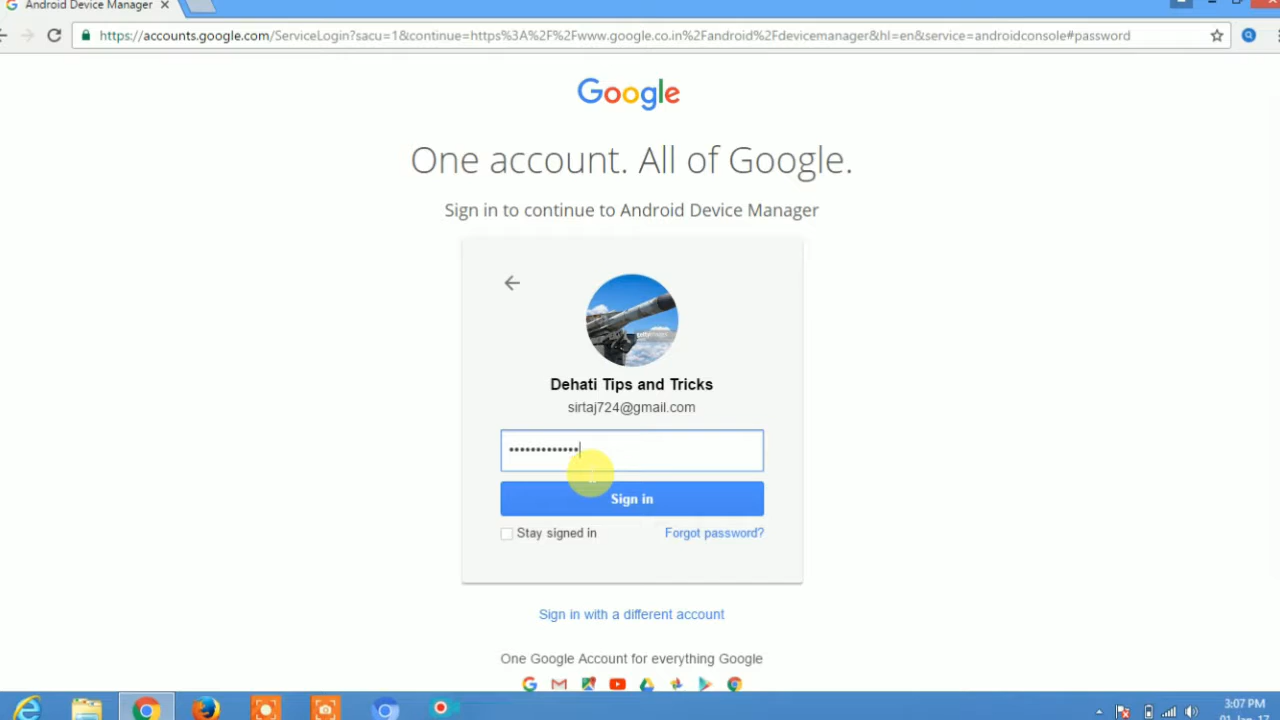 Android Device Manager
https://accounts.google.com/ServiceLogin?sacu=1&continue=https%3A%2F%2Fwww.google.co.in%2Fandroid%2Fdevicemanager&hl=en&service=androidconsole#password
Google
One account. All of Google.
Sign in to continue to Android Device Manager
Dehati Tips and Tricks
sirtaj724@gmail.com
•••••••••••••
Sign in
Stay signed in Forgot password?
Sign in with a different account
One Google Account for everything Google
3:07 PM
01-Jan-17